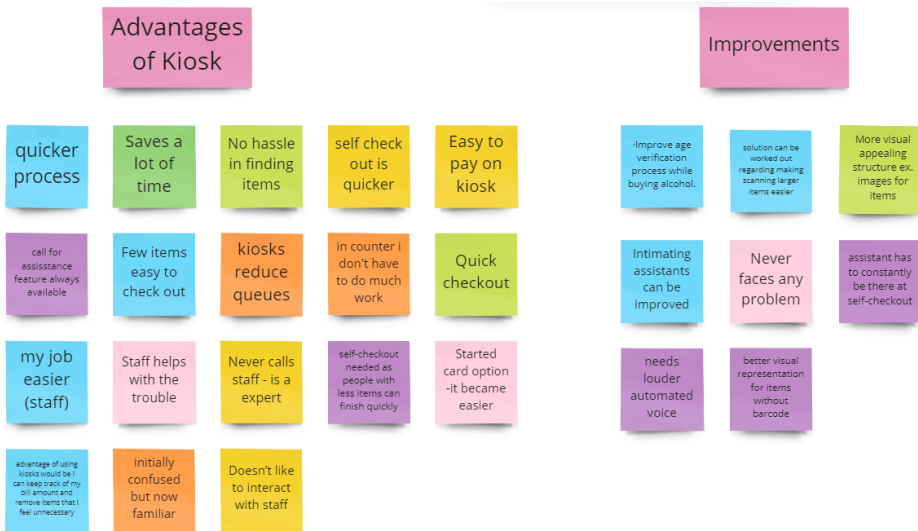 Advantages
of Kiosk
Improvements
quicker
process
Saves a
lot of
time
No hassle
in finding
items
self check
out is
quicker
Easy to
pay on
kiosk
-Improve age
verification
process while
buying alcohol.
solution can be
worked out
regarding making
scanning larger
items easier
More visual
appealing
structure ex.
images for
items
call for
assisstance
feature always
available
Few items
easy to
check out
kiosks
reduce
queues
in counter i
don't have
to do much
work
Quick
checkout
Intimating
assistants
can be
improved
Never
faces any
problem
assistant has
to constantly
be there at
self-checkout
my job
easier
(staff)
Staff helps
with the
trouble
Never calls
staff - is a
expert
self-checkout
needed as
people with
less items can
finish quickly
Started
card option
-it became
easier
needs
louder
automated
voice
better visual
representation
for items
without
barcode
advantage of using
kiosks would be I
can keep track of my
bill amount and
remove items that I
feel unnecessary
initially
confused
but now
familiar
Doesn't like
to interact
with staff